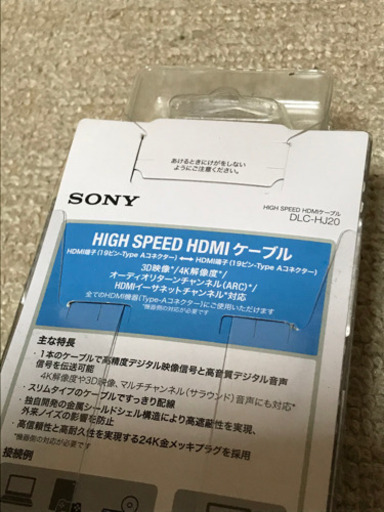 あけるときにけがをしない
ようにご注意ください。
SONY
HIGH SPEED HDMIケーブル
DLC-HJ20
HIGH SPEED HDMIケーブル
HDMI端子(19ピン-Type Aコネクター) ⟷ HDMI端子(19ピン-Type Aコネクター)
3D映像*/4K解像度*/
オーディオリターンチャンネル(ARC)*/
HDMIイーサネットチャンネル*対応
全てのHDMI機器(Type-Aコネクター)にご使用いただけます
*機器側の対応が必要です
主な特長
・1本のケーブルで高精度デジタル映像信号と高音質デジタル音声
信号を伝送可能
4K解像度や3D映像、マルチチャンネル(サラウンド)音声にも対応*
・スリムタイプのケーブルですっきり配線
・独自開発の金属シールドシェル構造により高遮蔽性を実現、
外来ノイズの影響を防止
・高信頼性と高耐久性を実現する24K金メッキプラグを採用
*機器側の対応が必要です
接続例